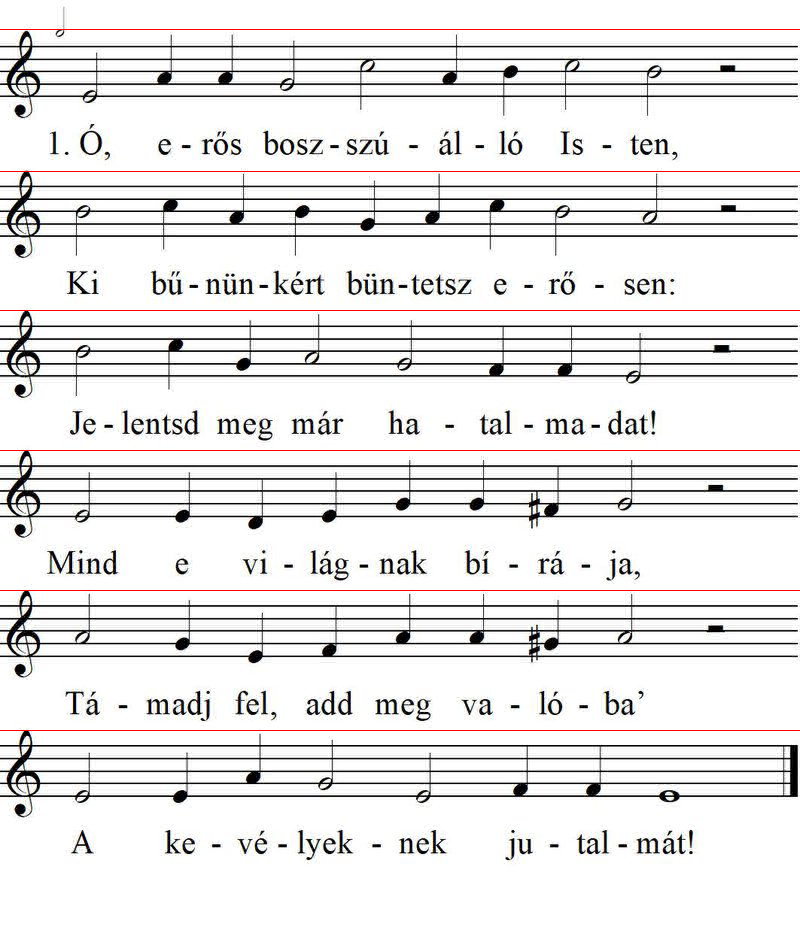 1. Ó, e - rős bosz - szú - ál - ló Is - ten,
Ki bű - nün - kért bün - tetsz e - rő - sen:
Je - lentsd meg már ha - tal - ma - dat!
Mind e vi - lág - nak bí - rá - ja,
Tá - madj fel, add meg va - ló - ba’
A ke - vé - lyek - nek ju - tal - mát!